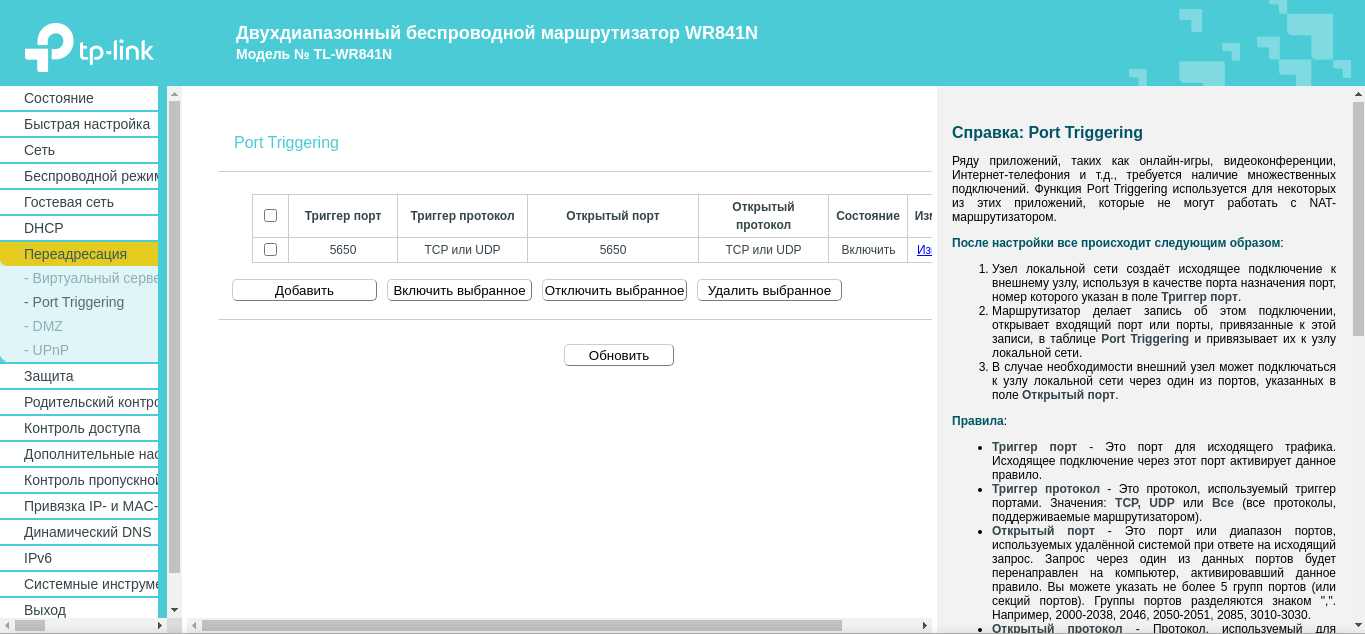 tp-link
Двухдиапазонный беспроводной маршрутизатор WR841N
Модель № TL-WR841N
Состояние
Быстрая настройка
Сеть
Беспроводной режим
Гостевая сеть
DHCP
Переадресация
- Виртуальный серве
- Port Triggering
- DMZ
- UPnP
Защита
Родительский контро
Контроль доступа
Дополнительные нас
Контроль пропускной
Привязка IP- и MAC-
Динамический DNS
IPv6
Системные инструме
Выход
Port Triggering
Триггер порт Триггер протокол Открытый порт Открытый протокол Состояние Изм
5650 TCP или UDP 5650 TCP или UDP Включить Из
Добавить Включить выбранное Отключить выбранное Удалить выбранное
Обновить
Справка: Port Triggering
Ряду приложений, таких как онлайн-игры, видеоконференции,
Интернет-телефония и т.д., требуется наличие множественных
подключений. Функция Port Triggering используется для некоторых
из этих приложений, которые не могут работать с NAT-
маршрутизатором.
После настройки все происходит следующим образом:
1. Узел локальной сети создаёт исходящее подключение к
внешнему узлу, используя в качестве порта назначения порт,
номер которого указан в поле Триггер порт.
2. Маршрутизатор делает запись об этом подключении,
открывает входящий порт или порты, привязанные к этой
записи, в таблице Port Triggering и привязывает их к узлу
локальной сети.
3. В случае необходимости внешний узел может подключаться
к узлу локальной сети через один из портов, указанных в
поле Открытый порт.
Правила:
• Триггер порт - Это порт для исходящего трафика.
Исходящее подключение через этот порт активирует данное
правило.
• Триггер протокол - Это протокол, используемый триггер
портами. Значения: TCP, UDP или Все (все протоколы,
поддерживаемые маршрутизатором).
• Открытый порт - Это порт или диапазон портов,
используемых удалённой системой при ответе на исходящий
запрос. Запрос через один из данных портов будет
перенаправлен на компьютер, активировавший данное
правило. Вы можете указать не более 5 групп портов (или
секций портов). Группы портов разделяются знаком ",".
Например, 2000-2038, 2046, 2050-2051, 2085, 3010-3030.
• Открытый протокол - Протокол, используемый для